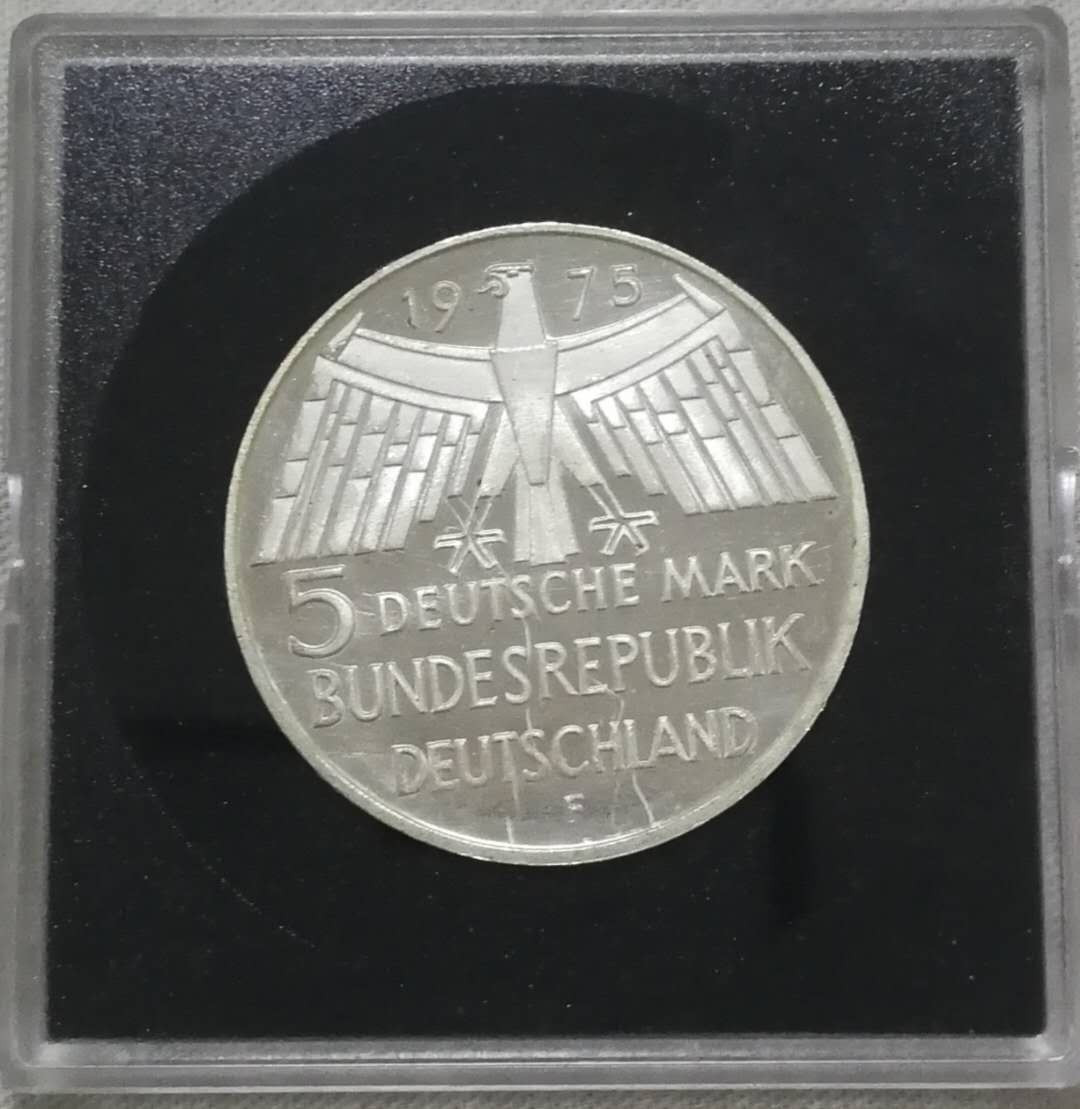 1975
5 DEUTSCHE MARK
BUNDESREPUBLIK
DEUTSCHLAND
F